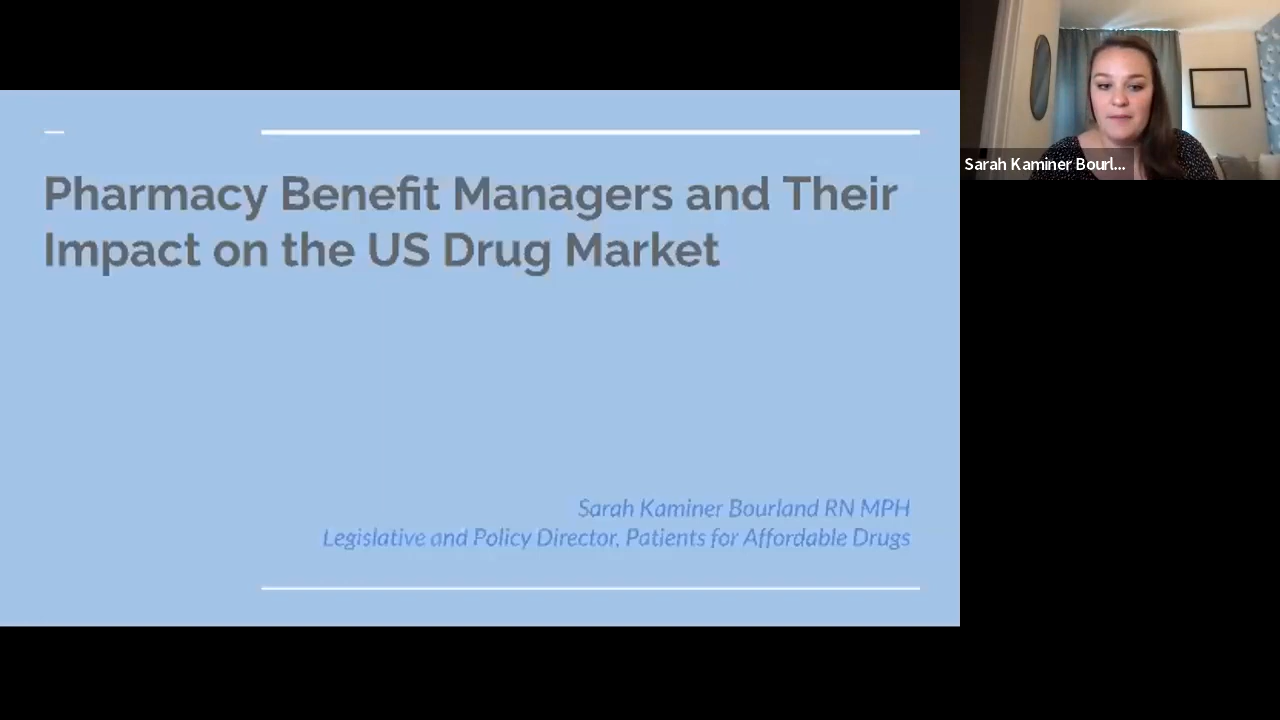 Pharmacy Benefit Managers and Their
Impact on the US Drug Market
Sarah Kaminer Bourland RN MPH
Legislative and Policy Director, Patients for Affordable Drugs
Sarah Kaminer Bourl...